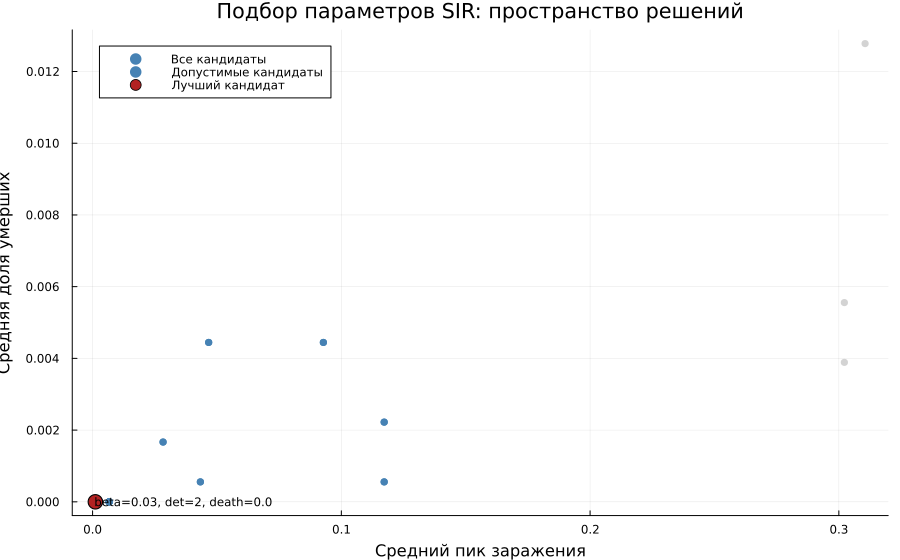 Подбор параметров SIR: пространство решений
Все кандидаты
Допустимые кандидаты
Лучший кандидат
Средняя доля умерших
0.012
0.010
0.008
0.006
0.004
0.002
0.000
beta=0.03, det=2, death=0.0
0.0
0.1
0.2
0.3
Средний пик заражения